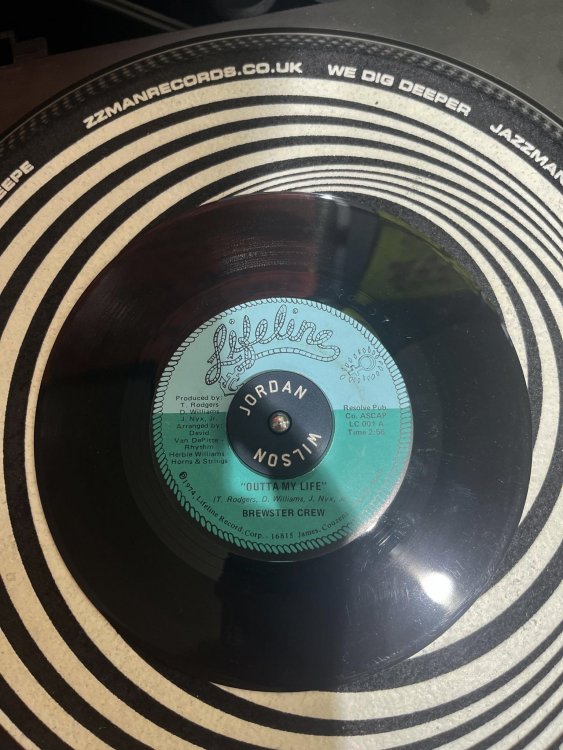 ZZMANRECORDS.CO.UK WE DIG DEEPER JAZZMAN
EEPE
Lifeline
Produced by:
T. Rodgers
D. Williams
J. Nyx, Jr.
Arranged by:
David
Van DePitte -
Rhythm
Herbie Williams -
Horns & Strings
JORDAN
WILSON
Resolve Pub.
Co. ASCAP
LC 001 A
Time 2:56
"OUTTA MY LIFE"
(T. Rodgers, D. Williams, J. Nyx, Jr
BREWSTER CREW
℗ 1974, Lifeline Record, Corp. - 16815 James, Couzens